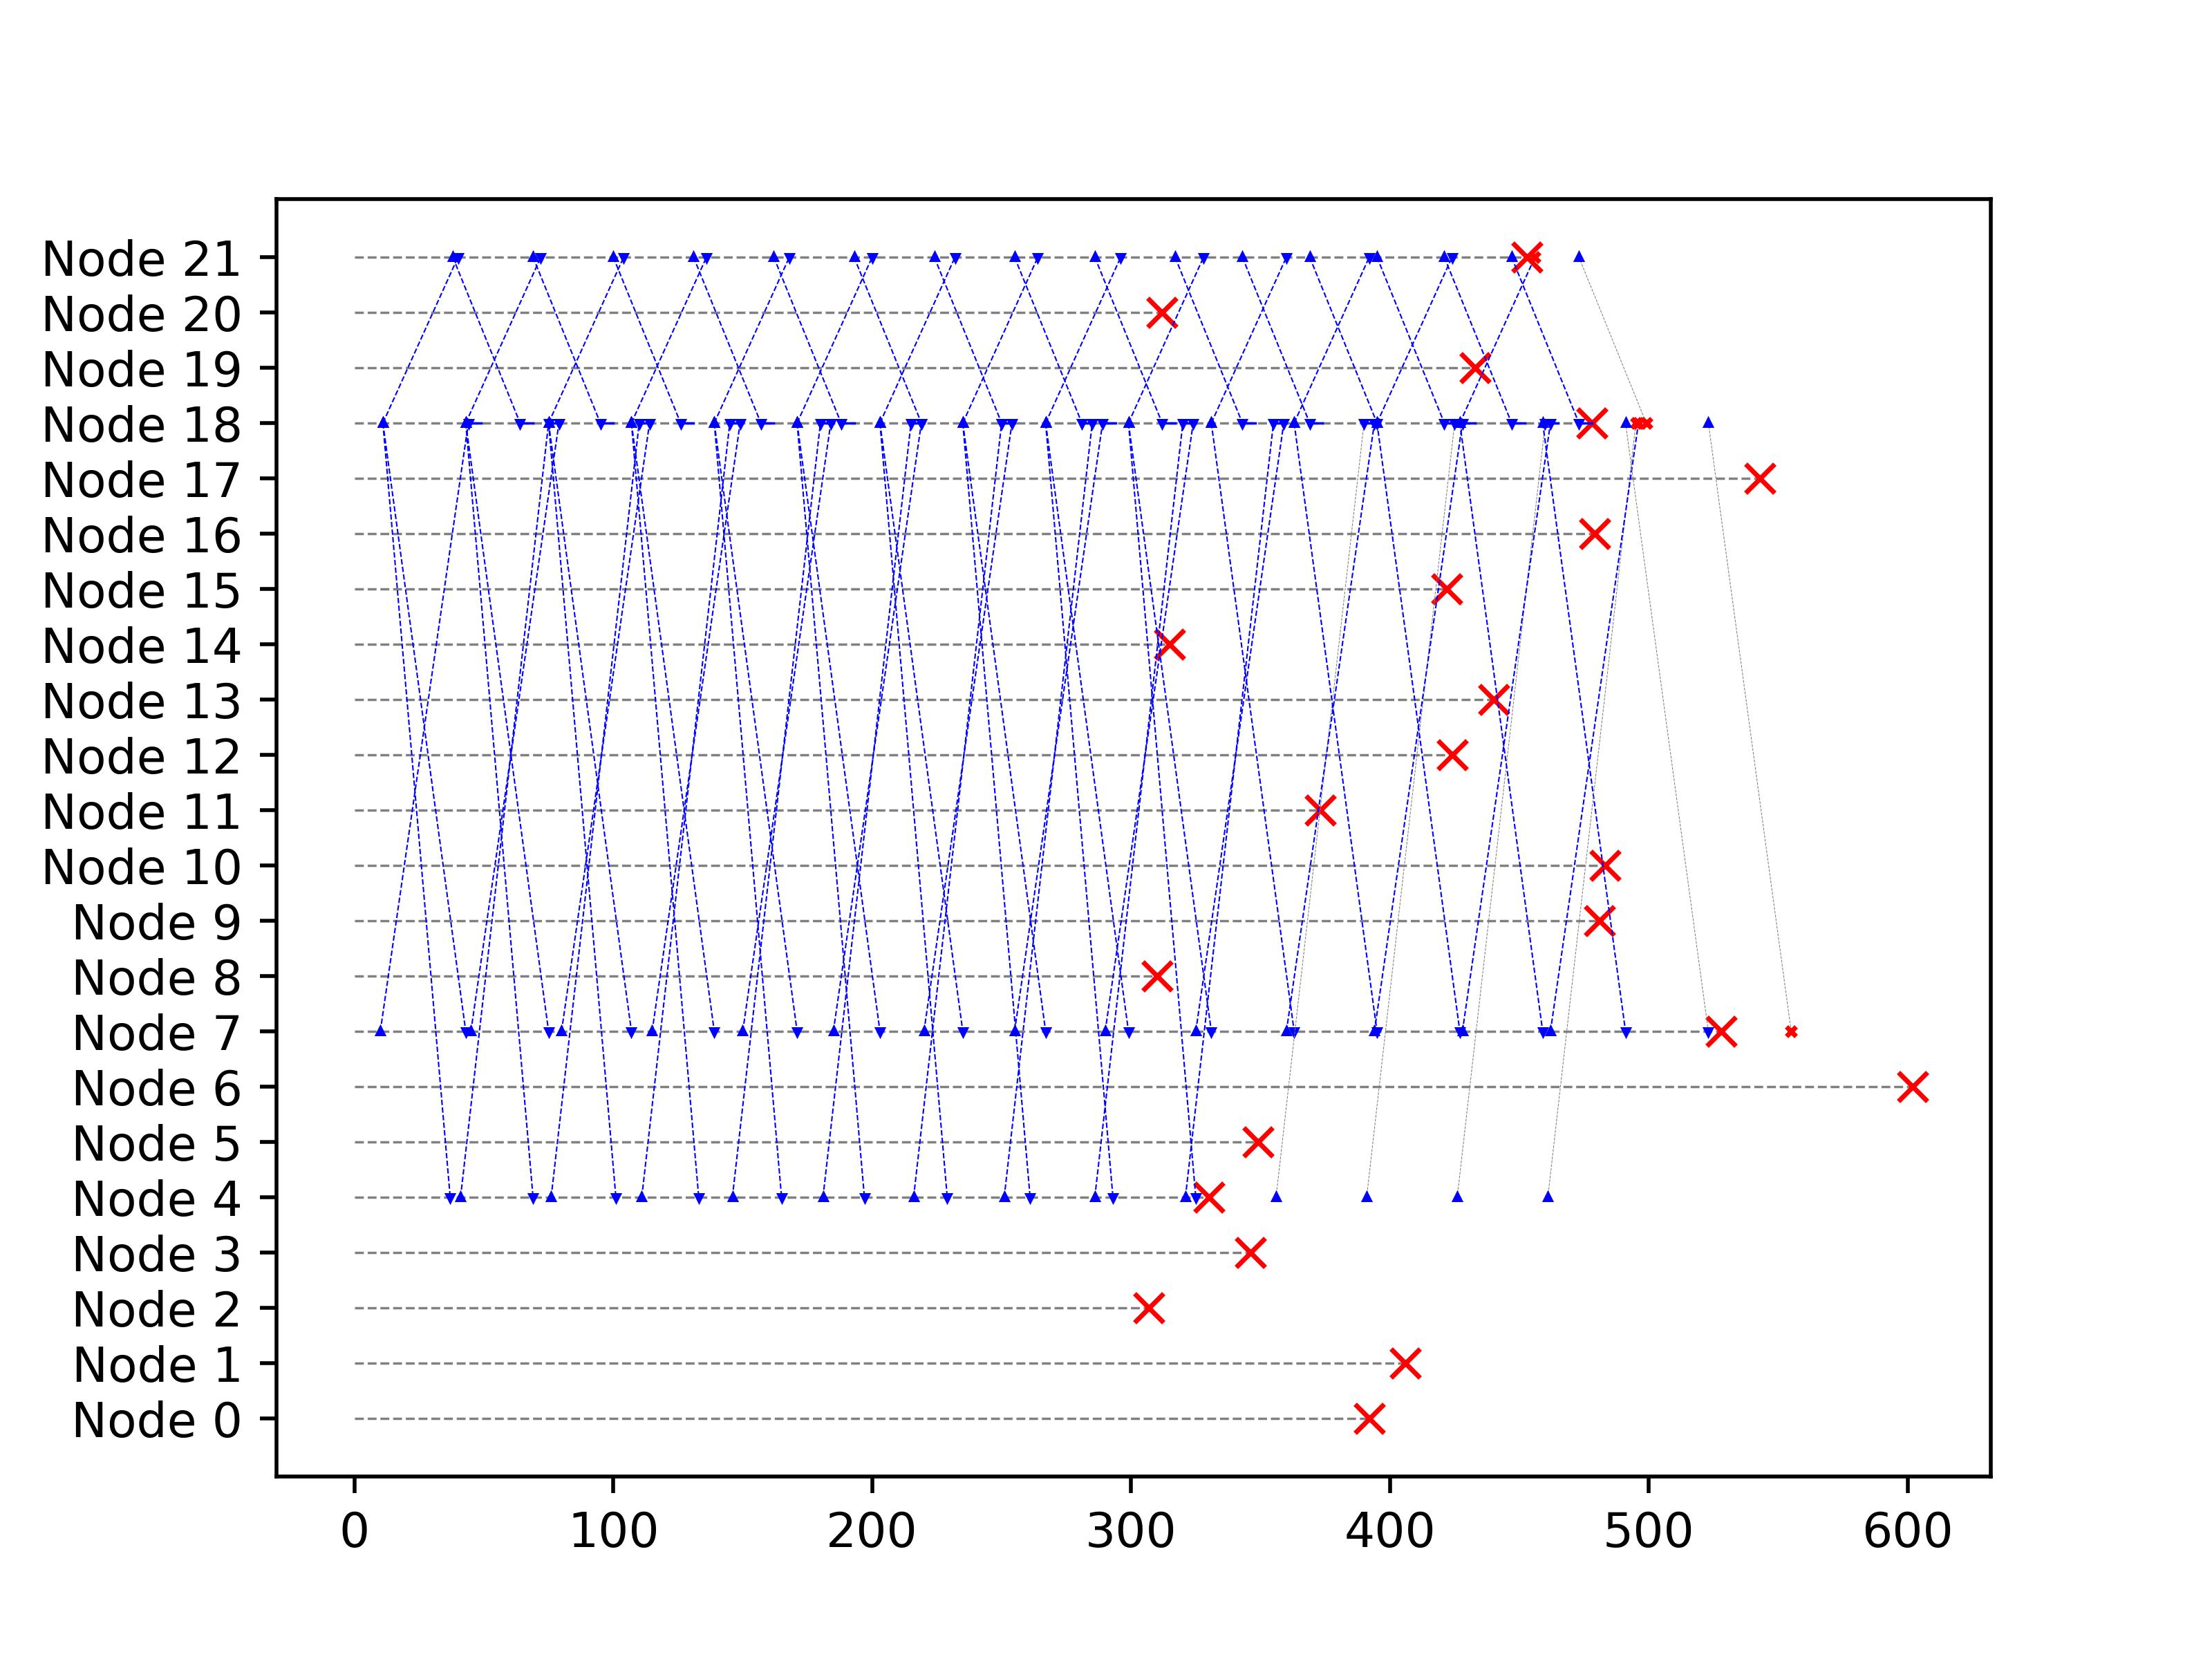 Node 21
Node 20
Node 19
Node 18
Node 17
Node 16
Node 15
Node 14
Node 13
Node 12
Node 11
Node 10
Node 9
Node 8
Node 7
Node 6
Node 5
Node 4
Node 3
Node 2
Node 1
Node 0
0 100 200 300 400 500 600